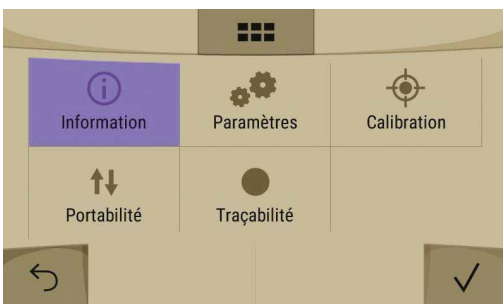 Information
Paramètres
Calibration
Portabilité
Traçabilité